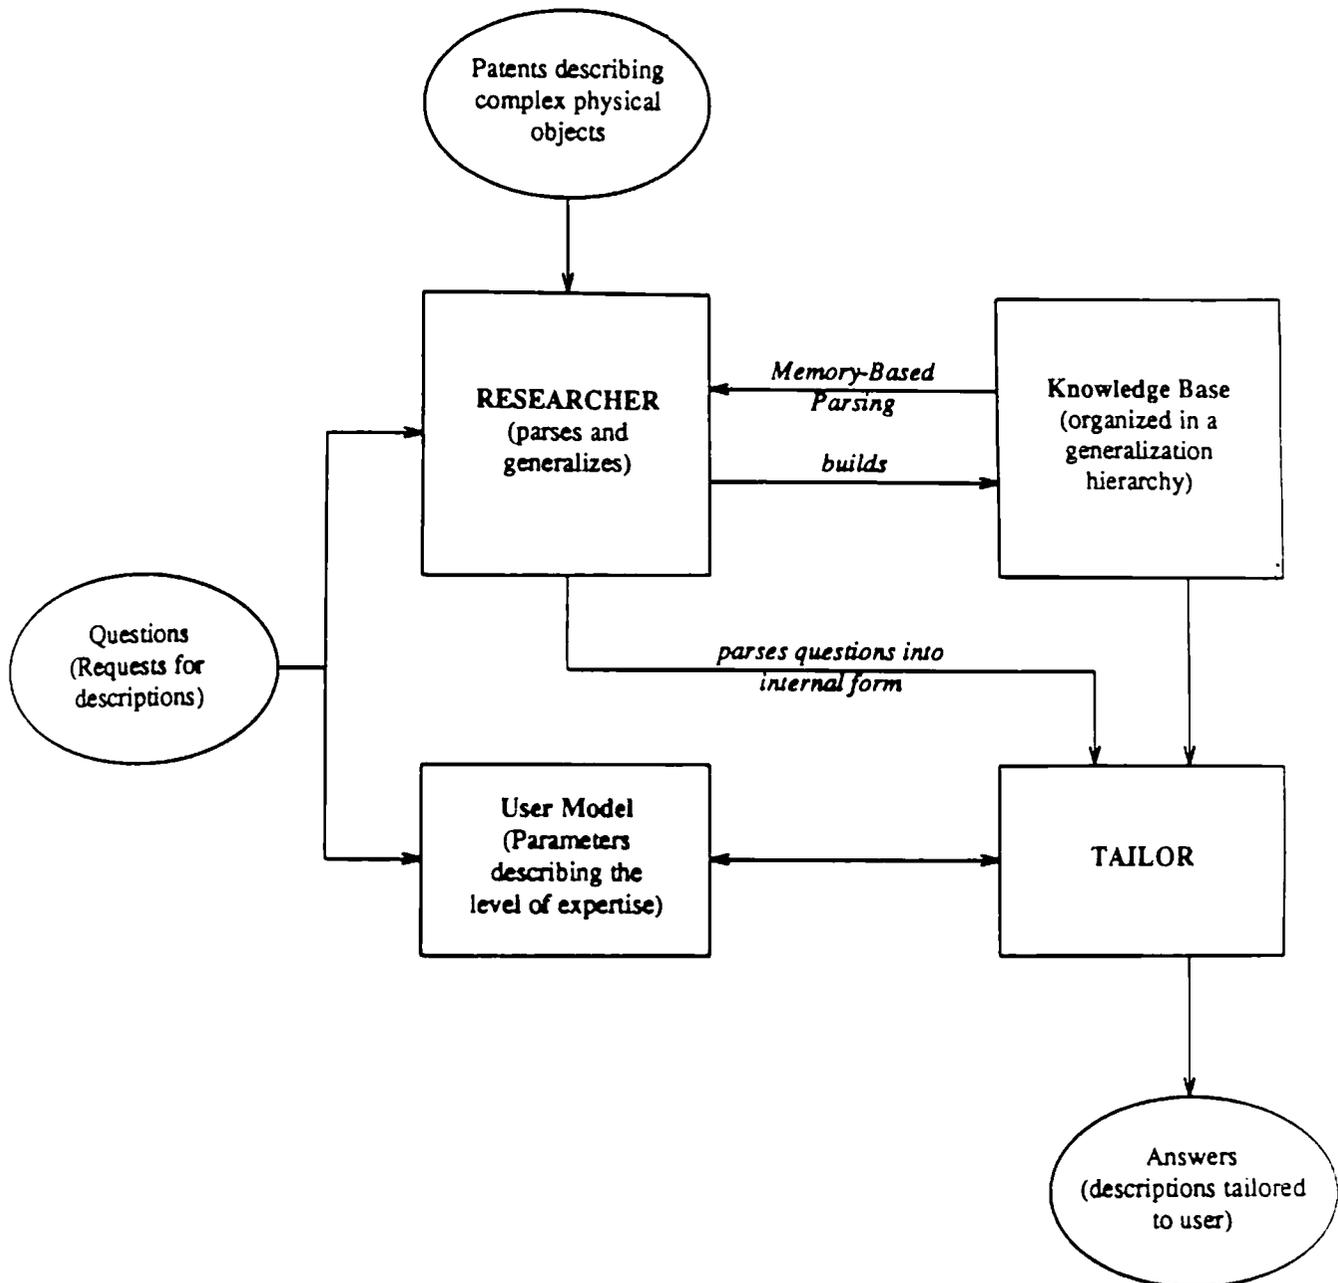 Patents describing
complex physical
objects
RESEARCHER
(parses and
generalizes)
Memory-Based
Parsing
builds
Knowledge Base
(organized in a
generalization
hierarchy)
Questions
(Requests for
descriptions)
parses questions into
internal form
User Model
(Parameters
describing the
level of expertise)
TAILOR
Answers
(descriptions tailored
to user)